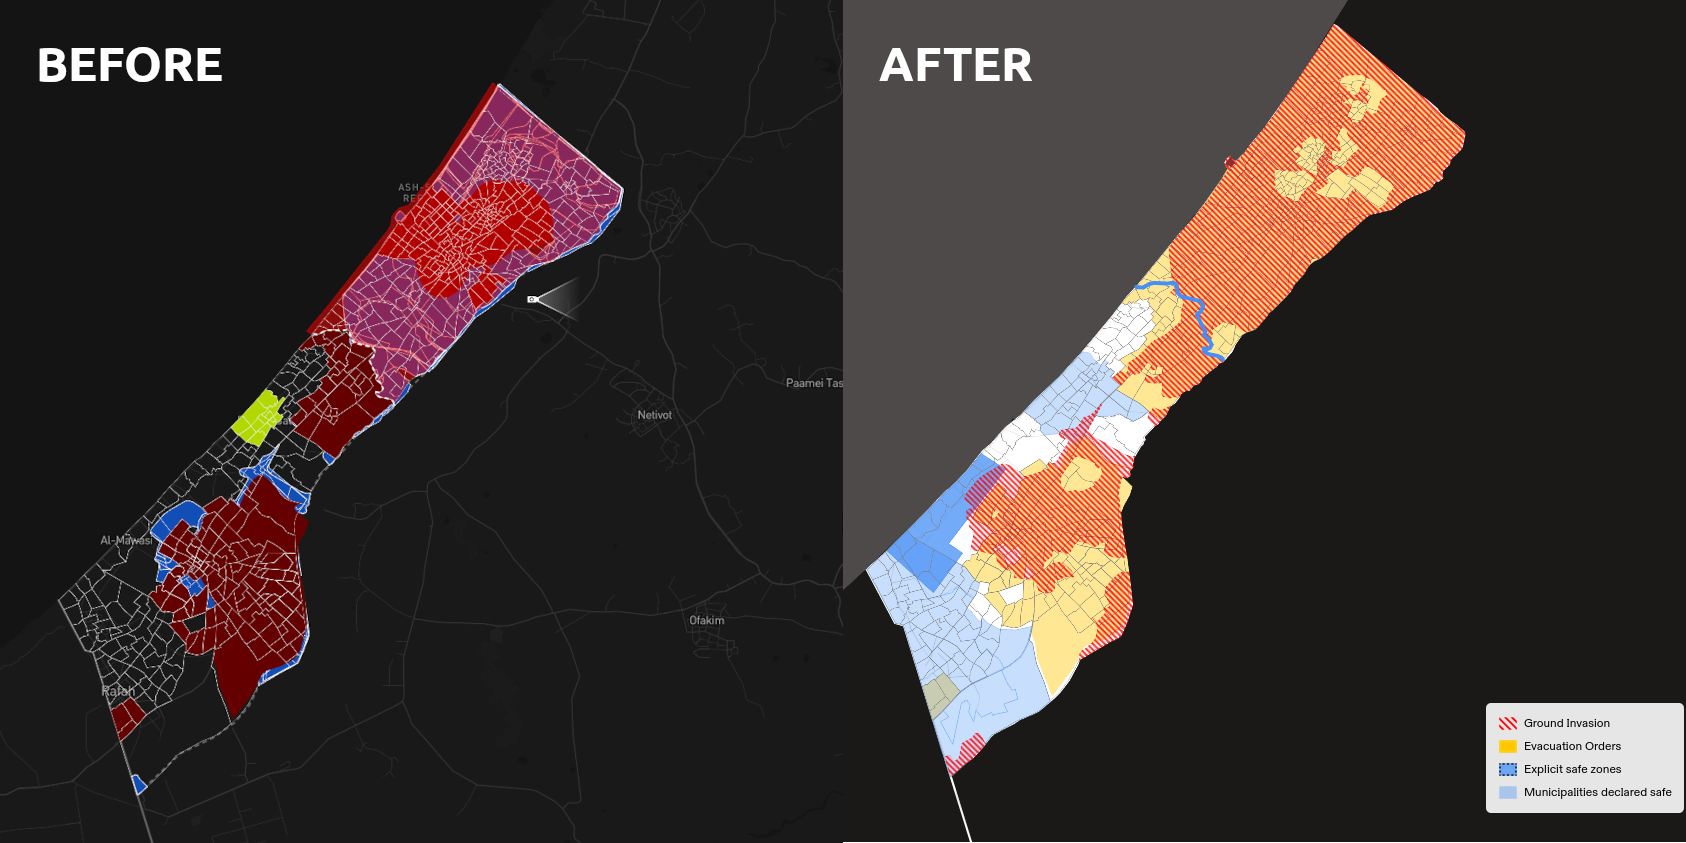 BEFORE
AFTER
ASH-S
RE
Paamei Tas
Netivot
Al-Mawasi
Ofakim
Rafah
Ground Invasion
Evacuation Orders
Explicit safe zones
Municipalities declared safe